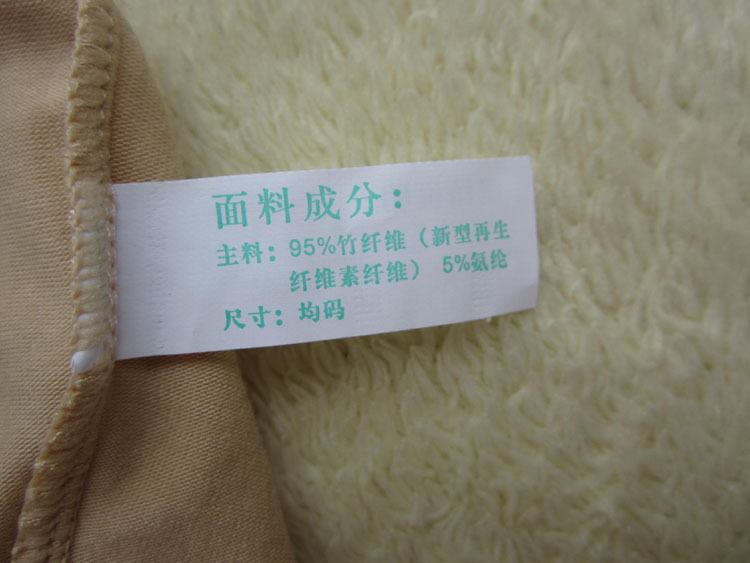 面料成分：
主料：95%竹纤维（新型再生
纤维素纤维） 5%氨纶
尺寸：均码